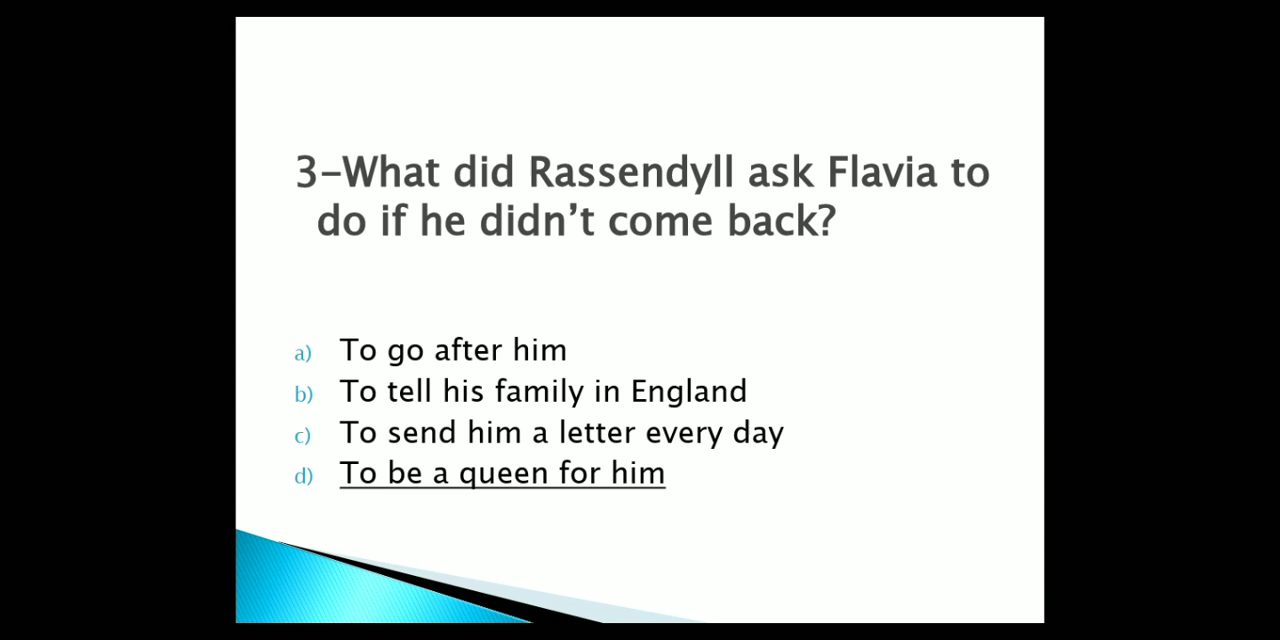 3-What did Rassendyll ask Flavia to
do if he didn't come back?
a) To go after him
b) To tell his family in England
c) To send him a letter every day
d) To be a queen for him